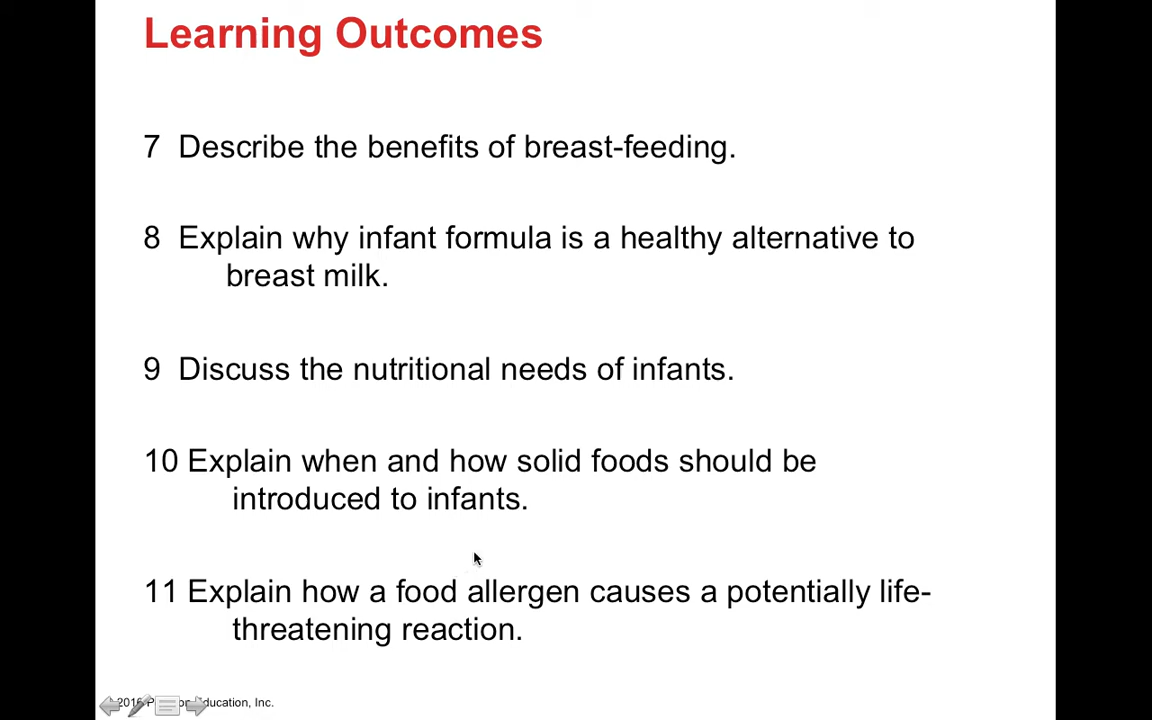 Learning Outcomes
7 Describe the benefits of breast-feeding.
8 Explain why infant formula is a healthy alternative to
breast milk.
9 Discuss the nutritional needs of infants.
10 Explain when and how solid foods should be
introduced to infants.
11 Explain how a food allergen causes a potentially life-
threatening reaction.
2016 Education, Inc.